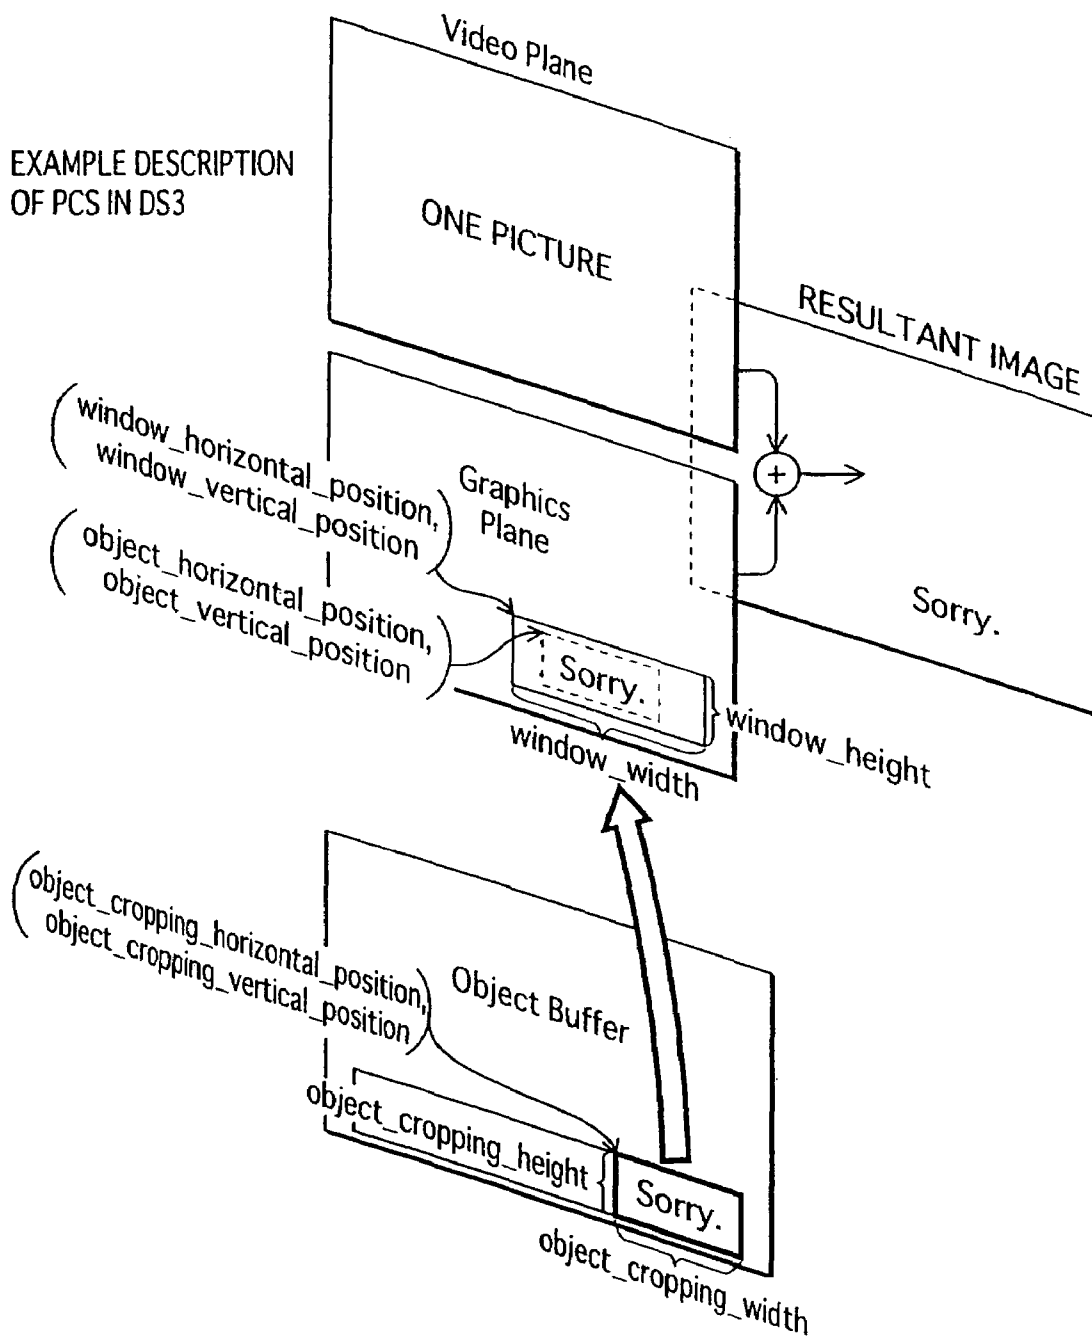 Video Plane
EXAMPLE DESCRIPTION
OF PCS IN DS3
ONE PICTURE
RESULTANT IMAGE
(window_horizontal_position,
window_vertical_position)
Graphics
Plane
(object_horizontal_position,
object_vertical_position)
+
Sorry.
Sorry.
window_height
window_width
(object_cropping_horizontal_position,
object_cropping_vertical_position)
Object Buffer
object_cropping_height
Sorry.
object_cropping_width